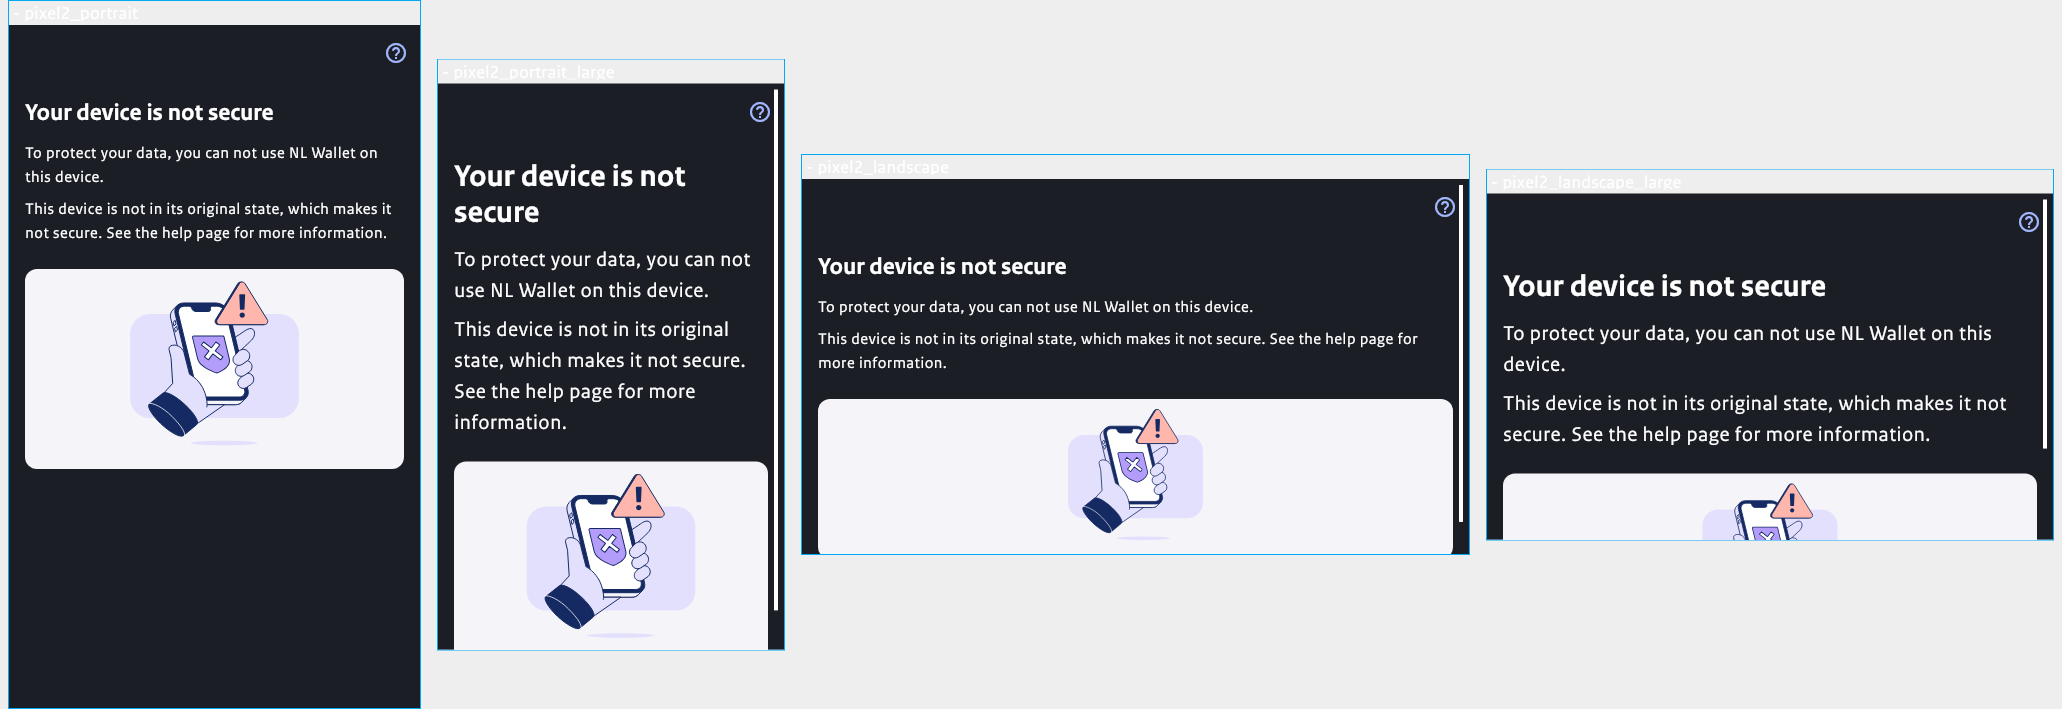 - pixel2_portrait
Your device is not secure
To protect your data, you can not use NL Wallet on
this device.
This device is not in its original state, which makes it
not secure. See the help page for more information.
- pixel2_portrait_large
Your device is not
secure
To protect your data, you can not
use NL Wallet on this device.
This device is not in its original
state, which makes it not secure.
See the help page for more
information.
- pixel2_landscape
Your device is not secure
To protect your data, you can not use NL Wallet on this device.
This device is not in its original state, which makes it not secure. See the help page for
more information.
- pixel2_landscape_large
Your device is not secure
To protect your data, you can not use NL Wallet on this
device.
This device is not in its original state, which makes it not
secure. See the help page for more information.